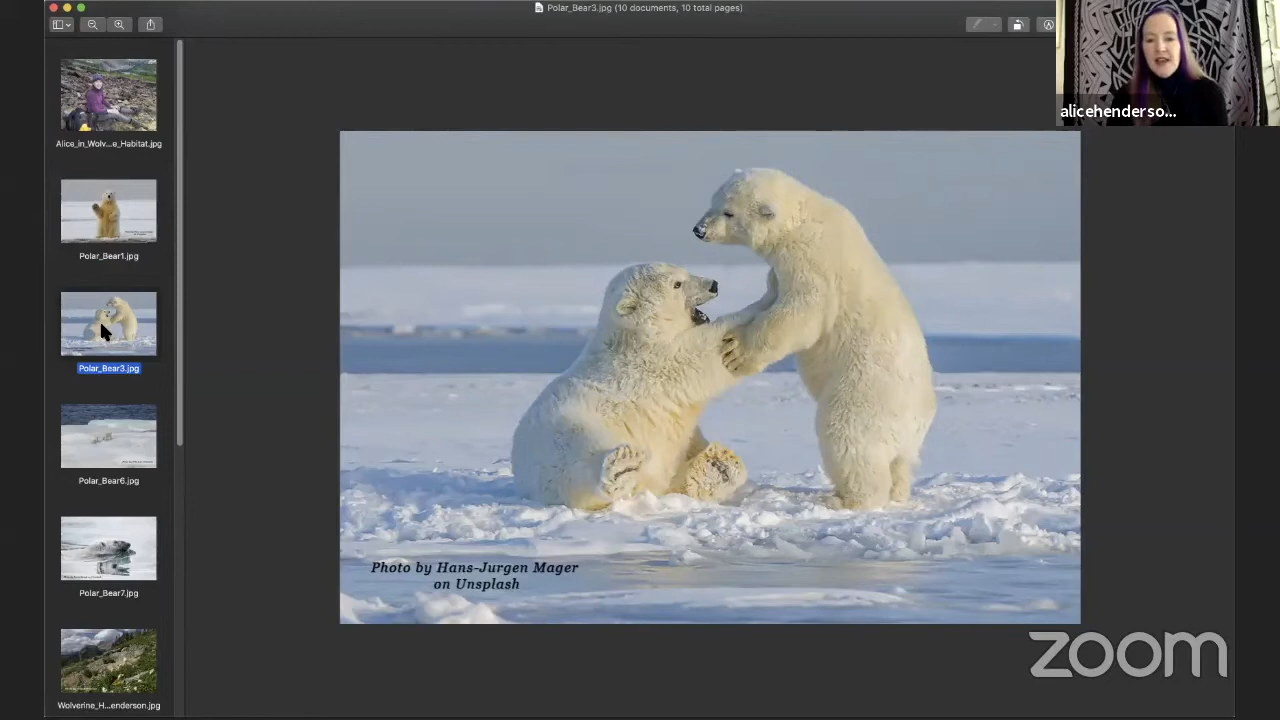 Polar_Bear3.jpg (10 documents, 10 total pages)
alicehenderso...
Alice_in_Wolv...e_Habitat.jpg
Polar_Bear1.jpg
Polar_Bear3.jpg
Polar_Bear6.jpg
Polar_Bear7.jpg
Wolverine_H...enderson.jpg
Photo by Hans-Jurgen Mager
on Unsplash
zoom